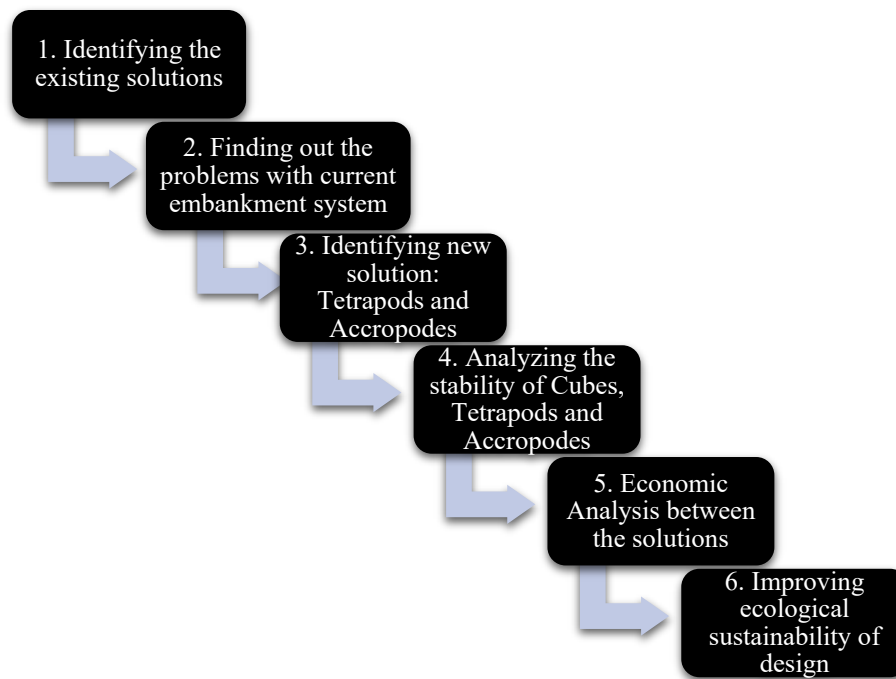 1. Identifying the
existing solutions
2. Finding out the
problems with current
embankment system
3. Identifying new
solution:
Tetrapods and
Accropodes
4. Analyzing the
stability of Cubes,
Tetrapods and
Accropodes
5. Economic
Analysis between
the solutions
6. Improving
ecological
sustainability of
design